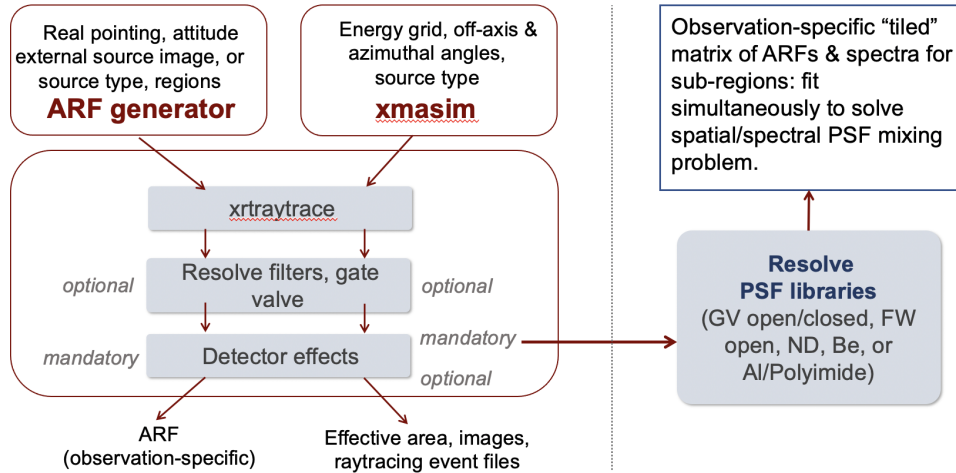 Real pointing, attitude
external source image, or
source type, regions
ARF generator
Energy grid, off-axis &
azimuthal angles,
source type
xmasim
xrtraytrace
optional
Resolve filters, gate
valve
optional
mandatory
Detector effects
mandatory
optional
ARF
(observation-specific)
Effective area, images,
raytracing event files
Observation-specific “tiled”
matrix of ARFs & spectra for
sub-regions: fit
simultaneously to solve
spatial/spectral PSF mixing
problem.
Resolve
PSF libraries
(GV open/closed, FW
open, ND, Be, or
Al/Polyimide)